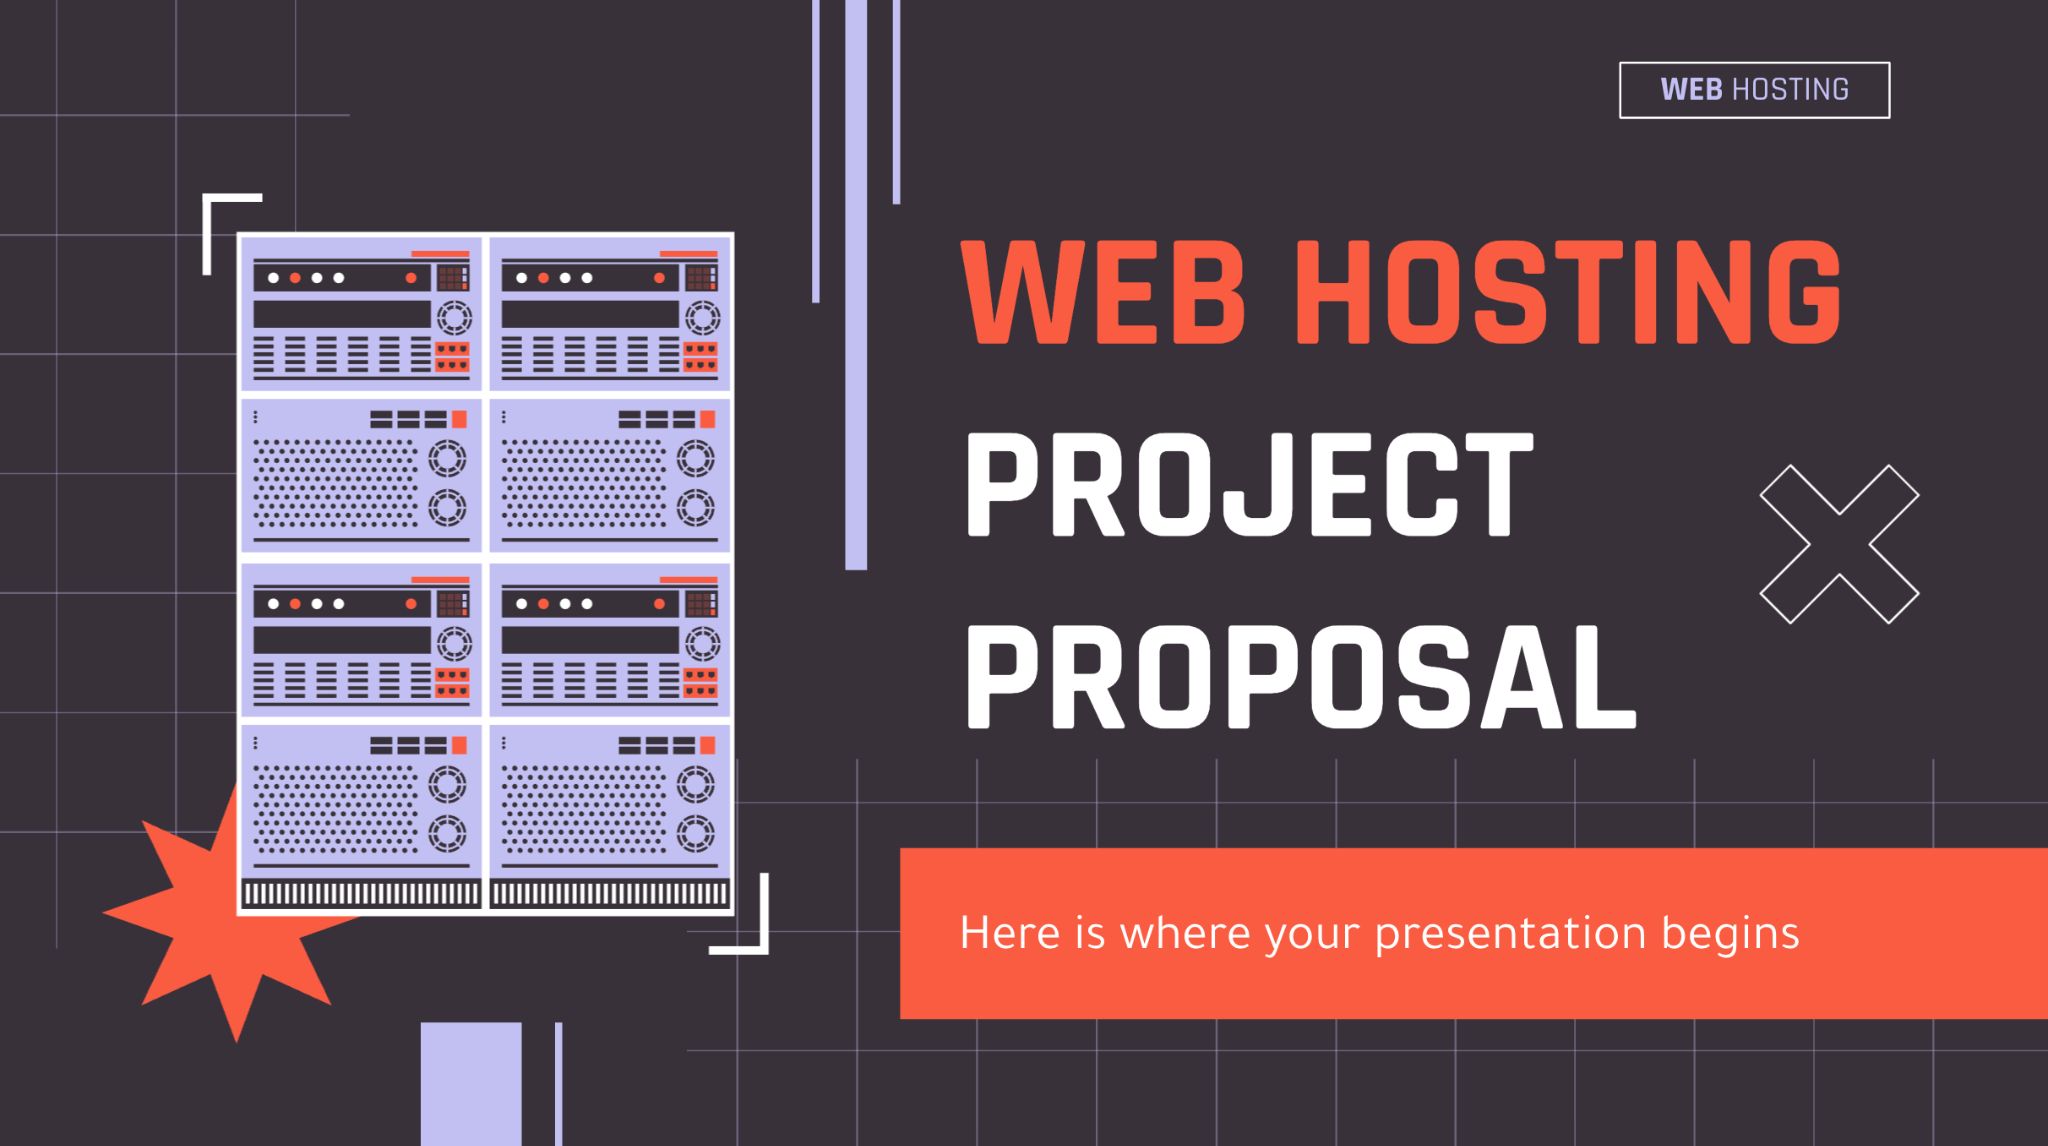 WEB HOSTING
WEB HOSTING
PROJECT
PROPOSAL
Here is where your presentation begins